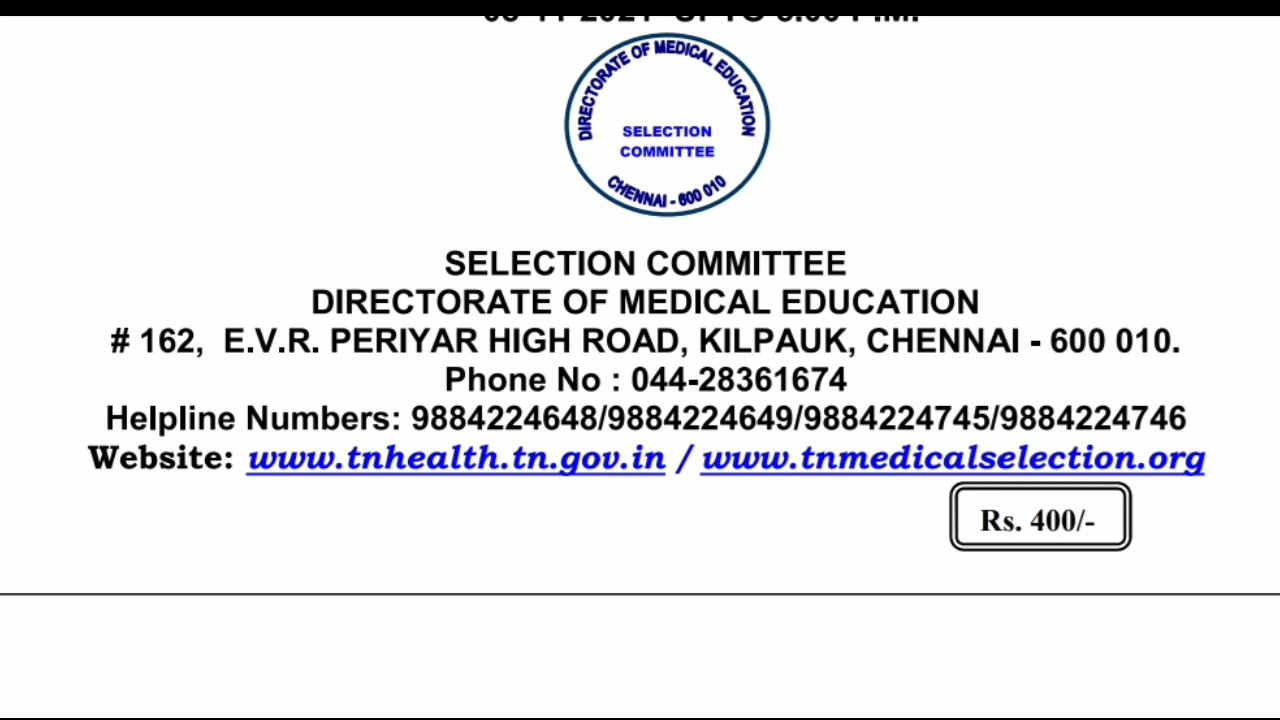 DIRECTORATE OF MEDICAL EDUCATION
SELECTION
COMMITTEE
CHENNAI - 600 010
SELECTION COMMITTEE
DIRECTORATE OF MEDICAL EDUCATION
# 162, E.V.R. PERIYAR HIGH ROAD, KILPAUK, CHENNAI - 600 010.
Phone No : 044-28361674
Helpline Numbers: 9884224648/9884224649/9884224745/9884224746
Website: www.tnhealth.tn.gov.in / www.tnmedicalselection.org
Rs. 400/-